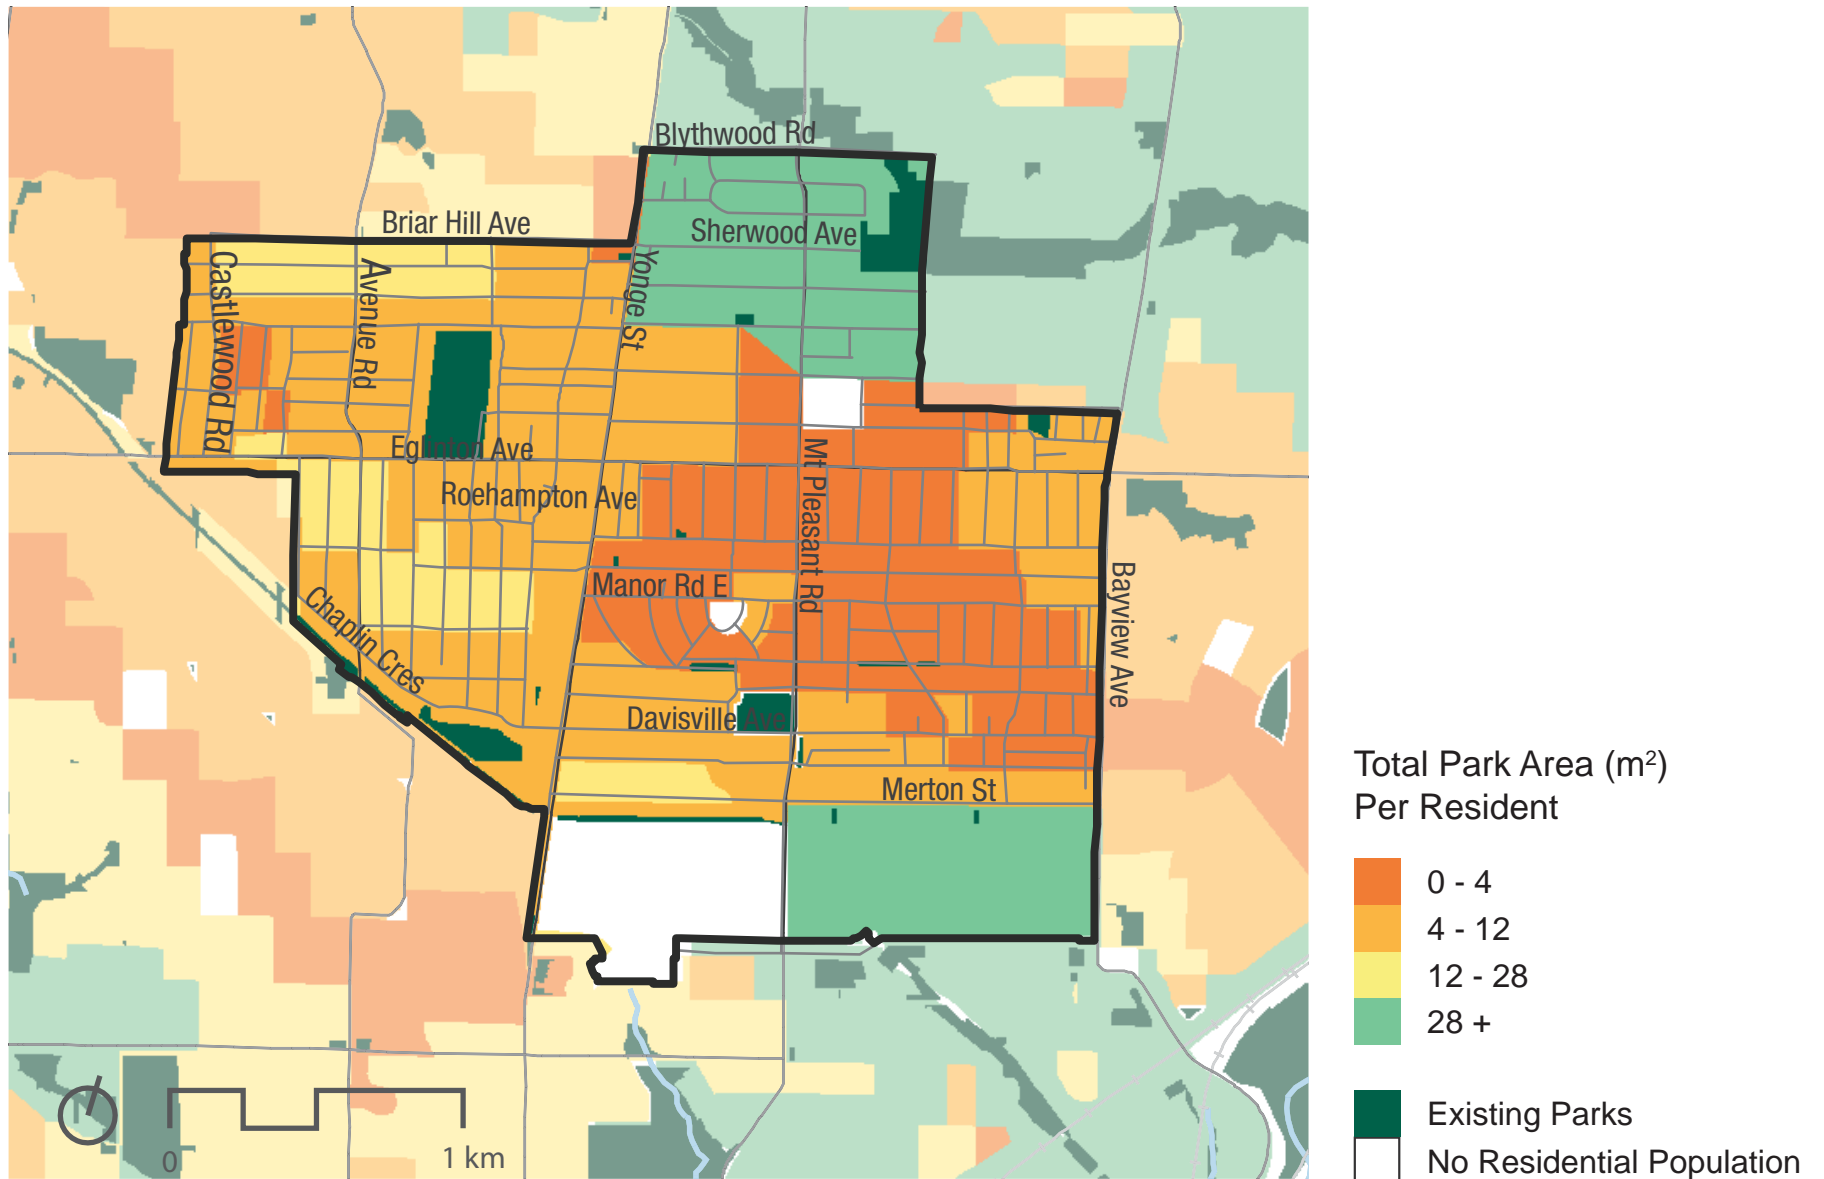 Blythwood Rd
Briar Hill Ave
Sherwood Ave
Castlewood Rd
Avenue Rd
Yonge St
Eglinton Ave
Roehampton Ave
Mt Pleasant Rd
Manor Rd E
Bayview Ave
Chaplin Cres
Davisville Ave
Merton St
0
1 km
Total Park Area (m²)
Per Resident
0 - 4
4 - 12
12 - 28
28 +
Existing Parks
No Residential Population